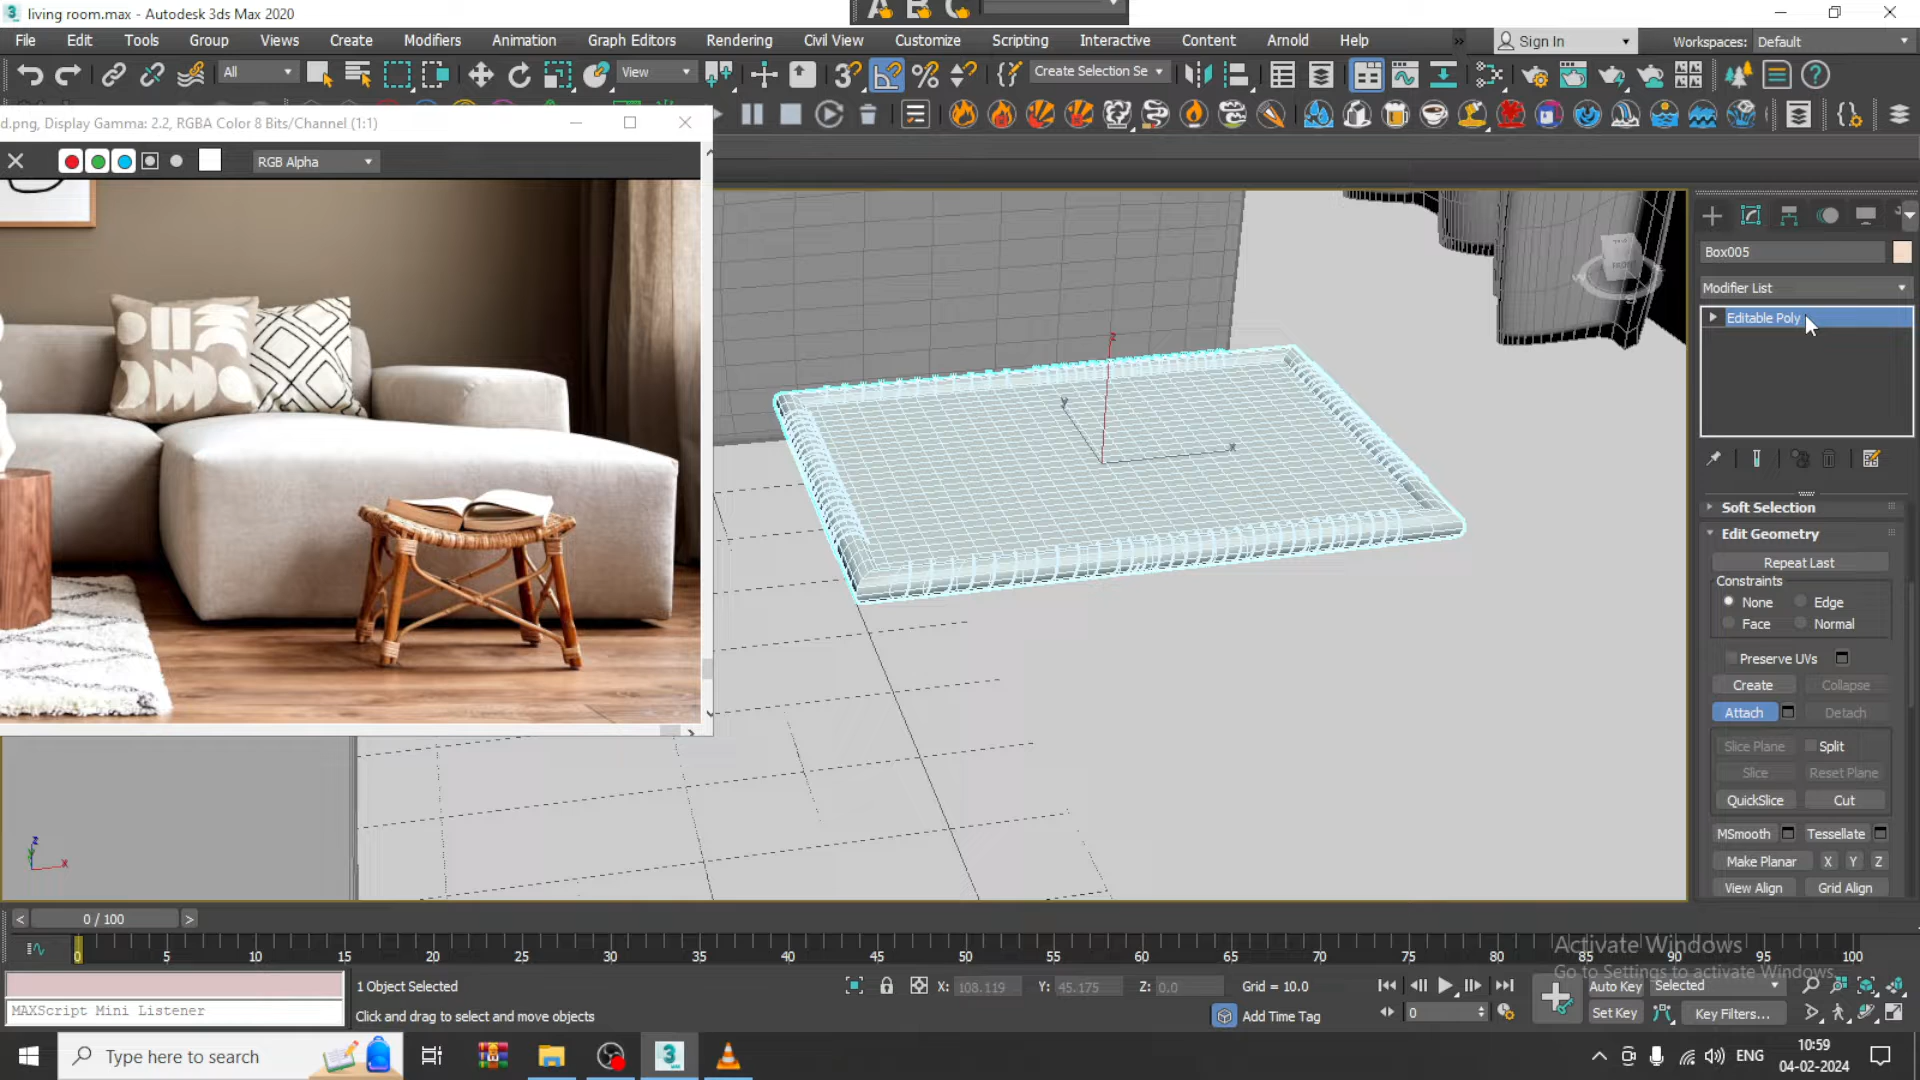 living room.max - Autodesk 3ds Max 2020
File Edit Tools Group Views Create Modifiers Animation Graph Editors Rendering Civil View Customize Scripting Interactive Content Arnold Help
Sign In
Workspaces: Default
All
View
Create Selection Se
d.png, Display Gamma: 2.2, RGBA Color 8 Bits/Channel (1:1)
RGB Alpha
Box005
Modifier List
Editable Poly
Soft Selection
Edit Geometry
Repeat Last
Constraints
None Edge
Face Normal
Preserve UVs
Create Collapse
Attach Detach
Slice Plane Split
Slice Reset Plane
QuickSlice Cut
MSmooth Tessellate
Make Planar X Y Z
View Align Grid Align
z
y
x
z
x
< 0 / 100 >
0 5 10 15 20 25 30 35 40 45 50 55 60 65 70 75 80 85 90 95 100
Activate Windows
Go to Settings to activate Windows.
1 Object Selected
X: 108.119 Y: 45.175 Z: 0.0 Grid = 10.0
Auto Key Selected
MAXScript Mini Listener
Click and drag to select and move objects
Add Time Tag
0
Set Key Key Filters...
Type here to search
ENG
10:59
04-02-2024